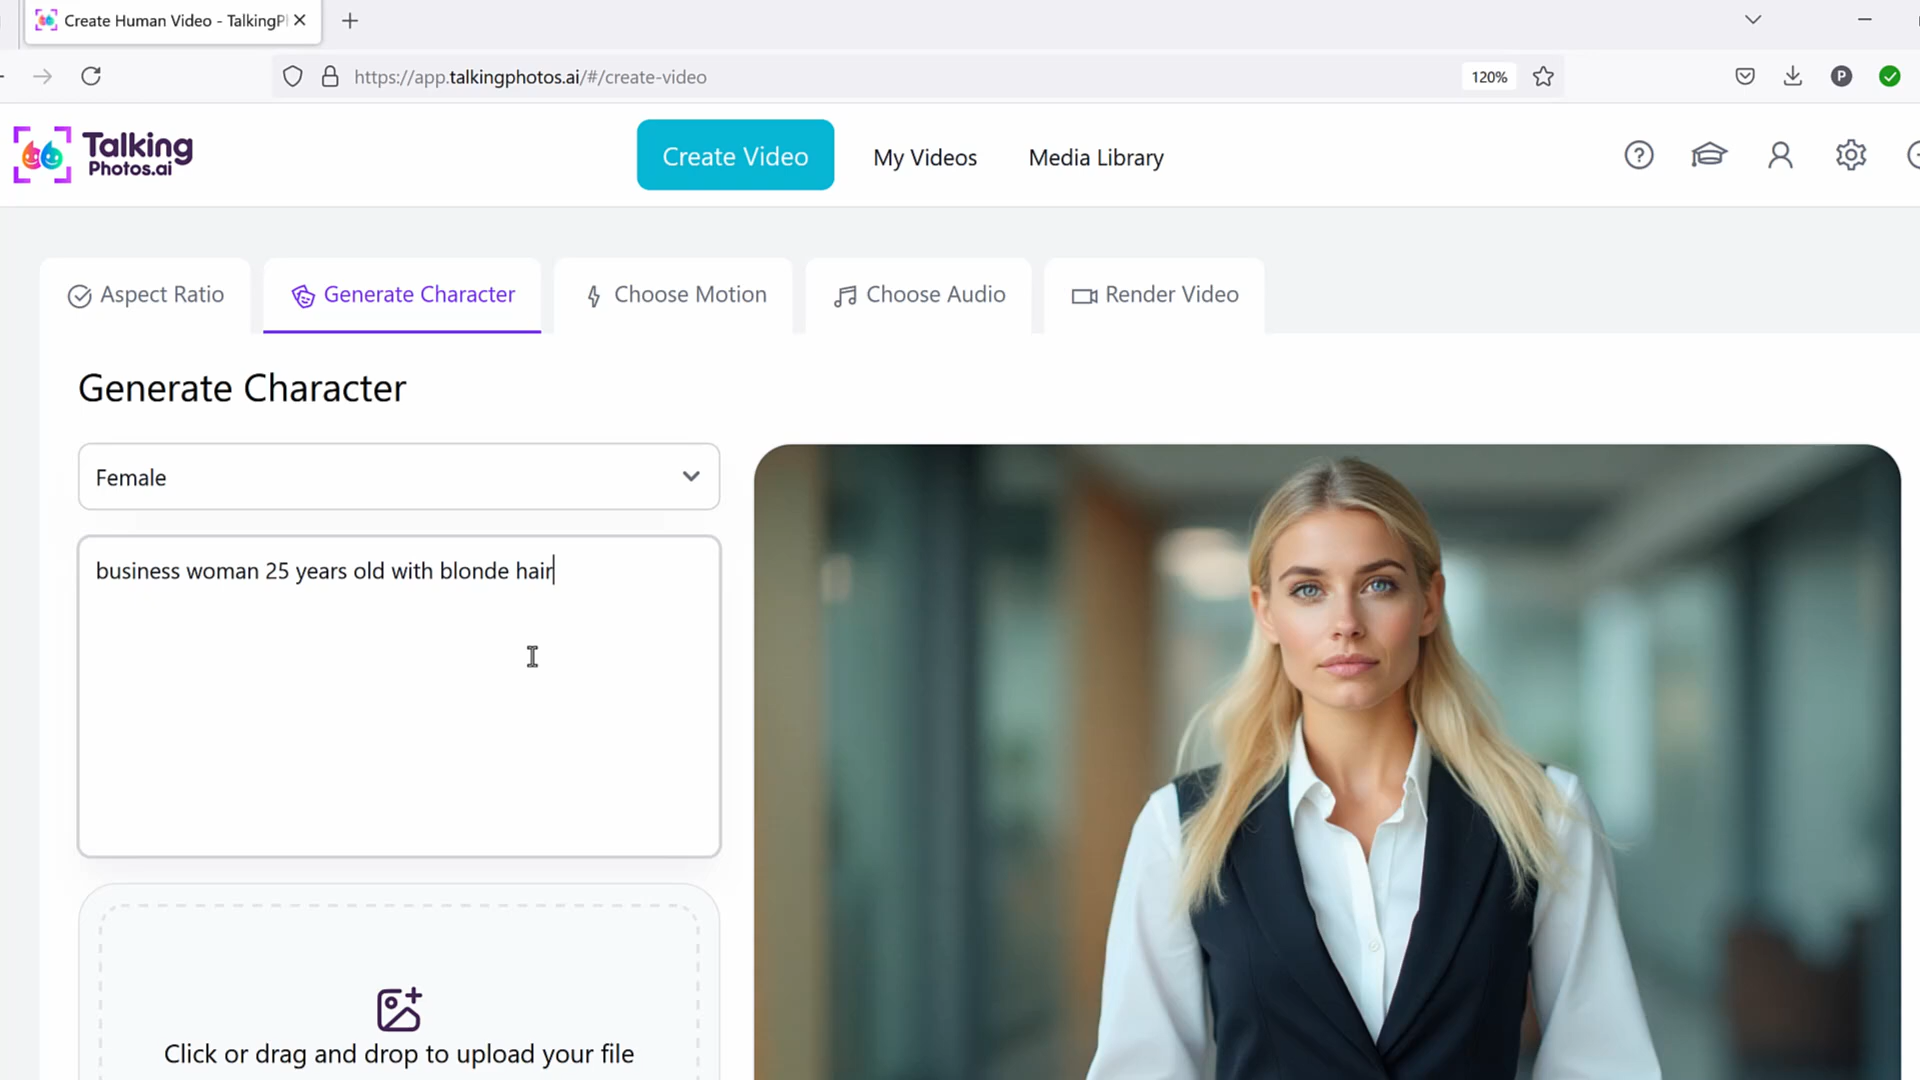 Create Human Video - TalkingP
https://app.talkingphotos.ai/#/create-video
120%
P
Talking
Photos.ai
Create Video
My Videos
Media Library
Aspect Ratio
Generate Character
Choose Motion
Choose Audio
Render Video
Generate Character
Female
business woman 25 years old with blonde hair
Click or drag and drop to upload your file